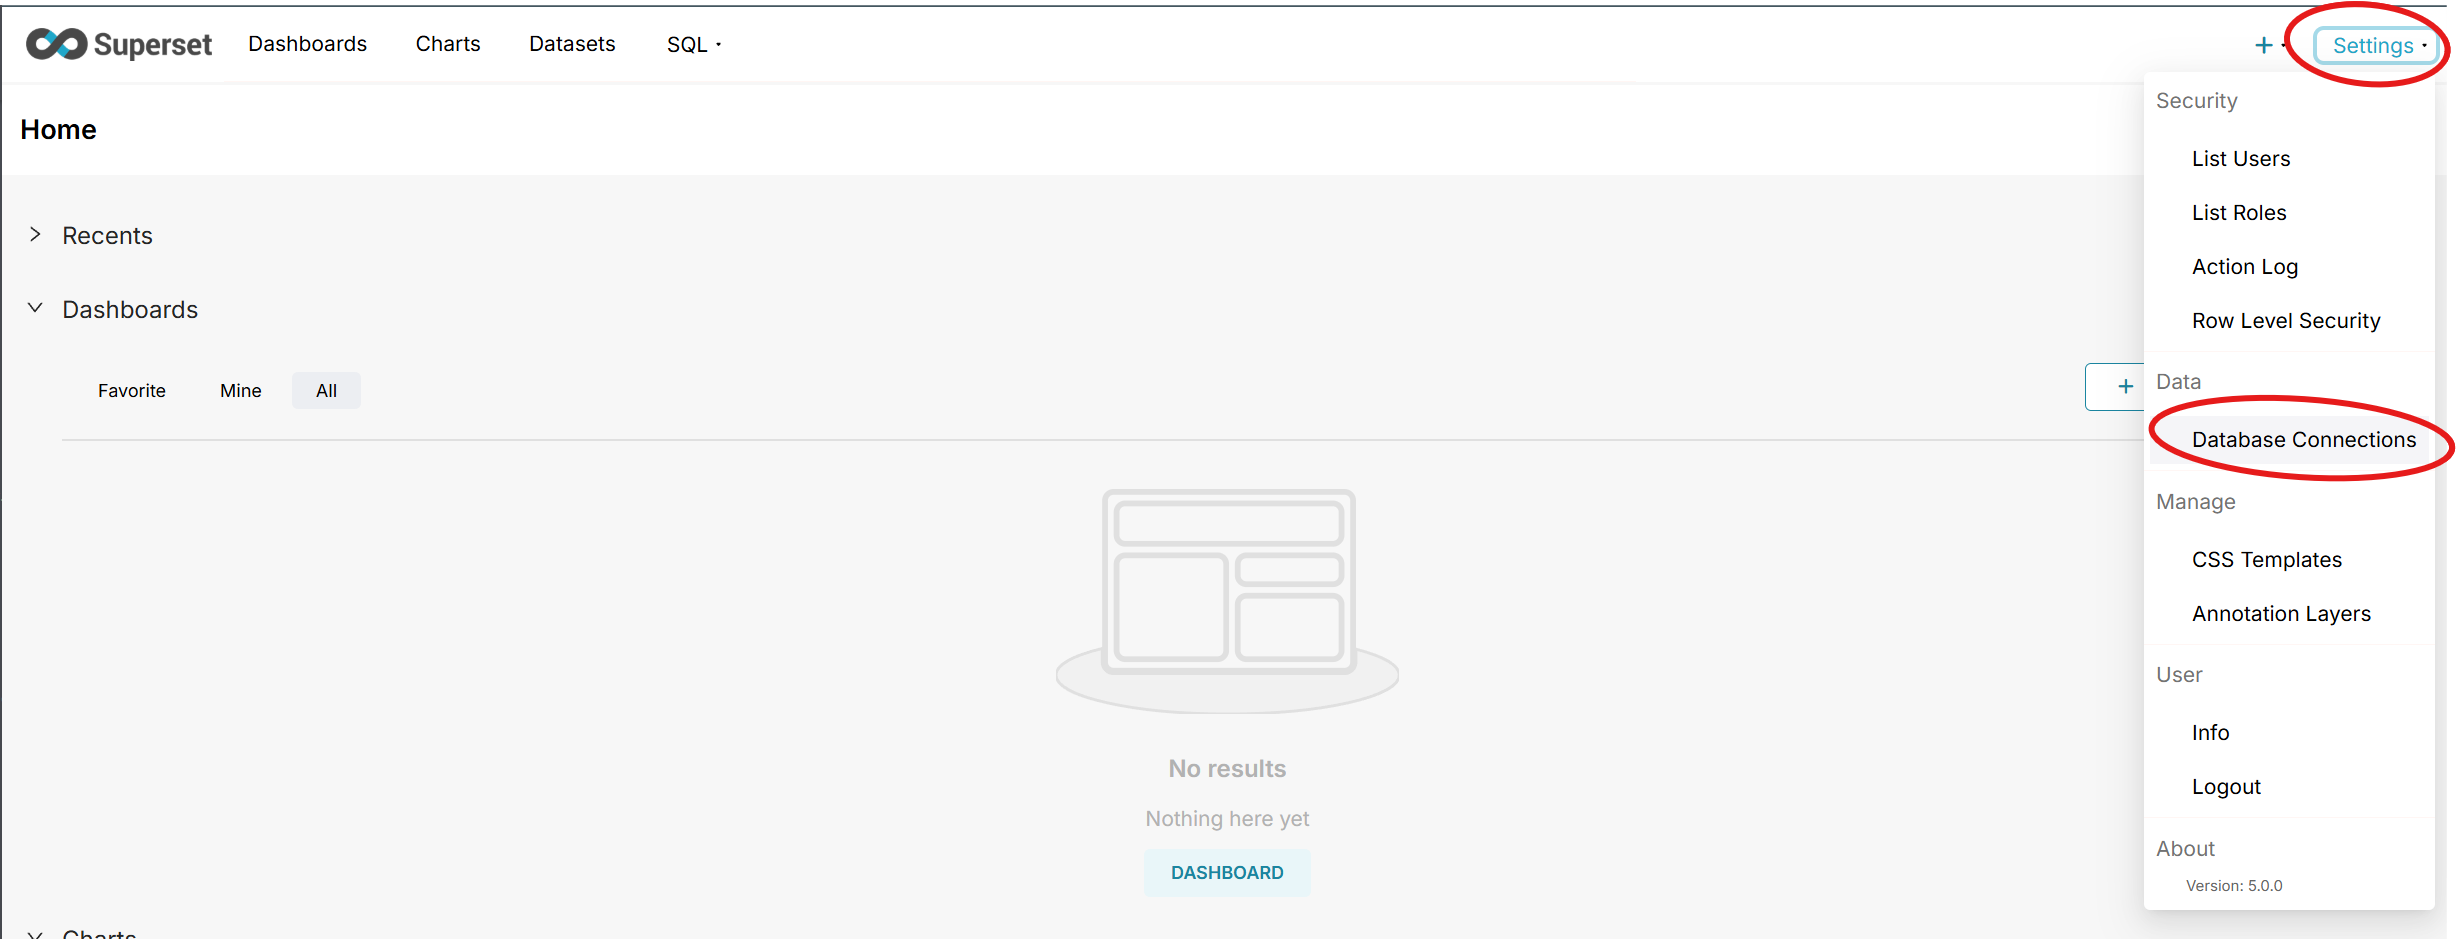 Superset Dashboards Charts Datasets SQL + Settings
Home
Recents
Dashboards
Favorite Mine All
+
No results
Nothing here yet
DASHBOARD
Charts
Security
List Users
List Roles
Action Log
Row Level Security
Data
Database Connections
Manage
CSS Templates
Annotation Layers
User
Info
Logout
About
Version: 5.0.0